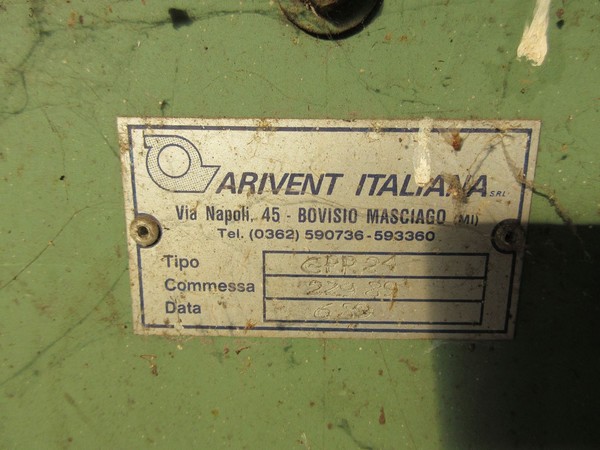 ARIVENT ITALIANA SRL
Via Napoli, 45 - BOVISIO MASCIAGO (MI)
Tel. (0362) 590736-593360
Tipo
Commessa
Data